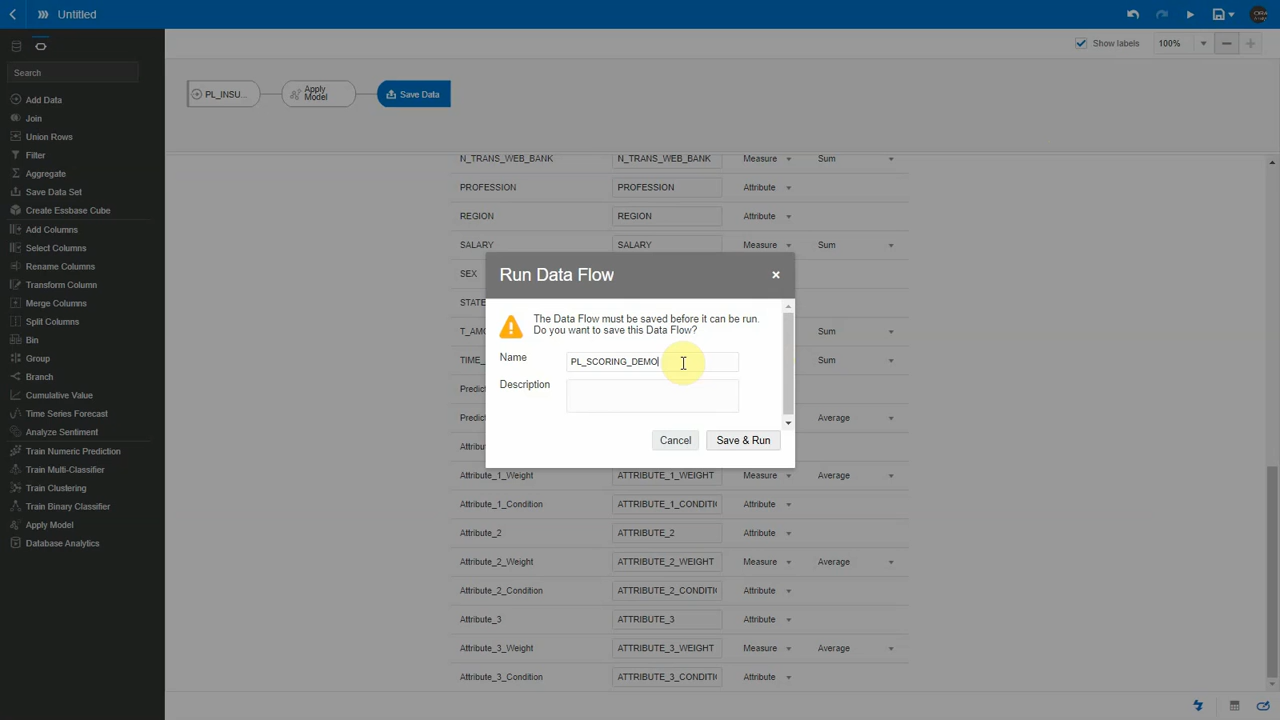 Untitled
Show labels
100%
Search
Add Data
Join
Union Rows
Filter
Aggregate
Save Data Set
Create Essbase Cube
Add Columns
Select Columns
Rename Columns
Transform Column
Merge Columns
Split Columns
Bin
Group
Branch
Cumulative Value
Time Series Forecast
Analyze Sentiment
Train Numeric Prediction
Train Multi-Classifier
Train Clustering
Train Binary Classifier
Apply Model
Database Analytics
PL_INSU...
Apply
Model
Save Data
N_TRANS_WEB_BANK N_TRANS_WEB_BANK Measure Sum
PROFESSION PROFESSION Attribute
REGION REGION Attribute
SALARY SALARY Measure Sum
SEX
STATE
T_AMO Sum
TIME_ Sum
Predict
Predict Average
Attribu
Run Data Flow
The Data Flow must be saved before it can be run.
Do you want to save this Data Flow?
Name PL_SCORING_DEMO
Description
Cancel Save & Run
Attribute_1_Weight ATTRIBUTE_1_WEIGHT Measure Average
Attribute_1_Condition ATTRIBUTE_1_CONDITI Attribute
Attribute_2 ATTRIBUTE_2 Attribute
Attribute_2_Weight ATTRIBUTE_2_WEIGHT Measure Average
Attribute_2_Condition ATTRIBUTE_2_CONDITI Attribute
Attribute_3 ATTRIBUTE_3 Attribute
Attribute_3_Weight ATTRIBUTE_3_WEIGHT Measure Average
Attribute_3_Condition ATTRIBUTE_3_CONDITI Attribute